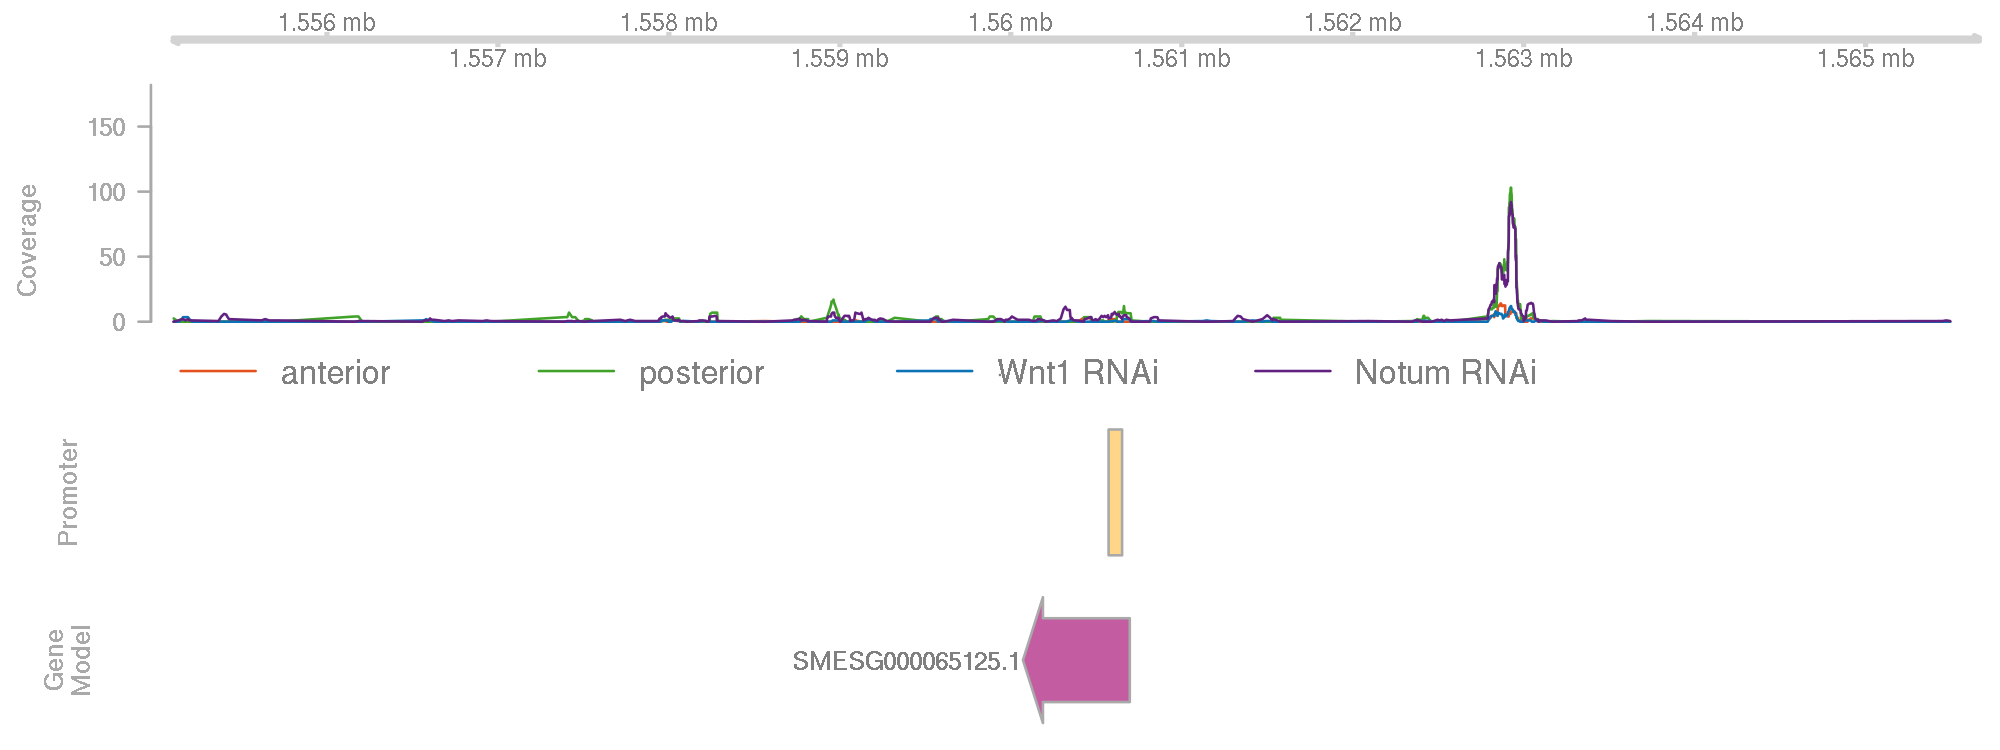 1.556 mb 1.558 mb 1.56 mb 1.562 mb 1.564 mb
1.557 mb 1.559 mb 1.561 mb 1.563 mb 1.565 mb
Coverage
150
100
50
0
anterior posterior Wnt1 RNAi Notum RNAi
Promoter
Gene
Model
SMESG000065125.1